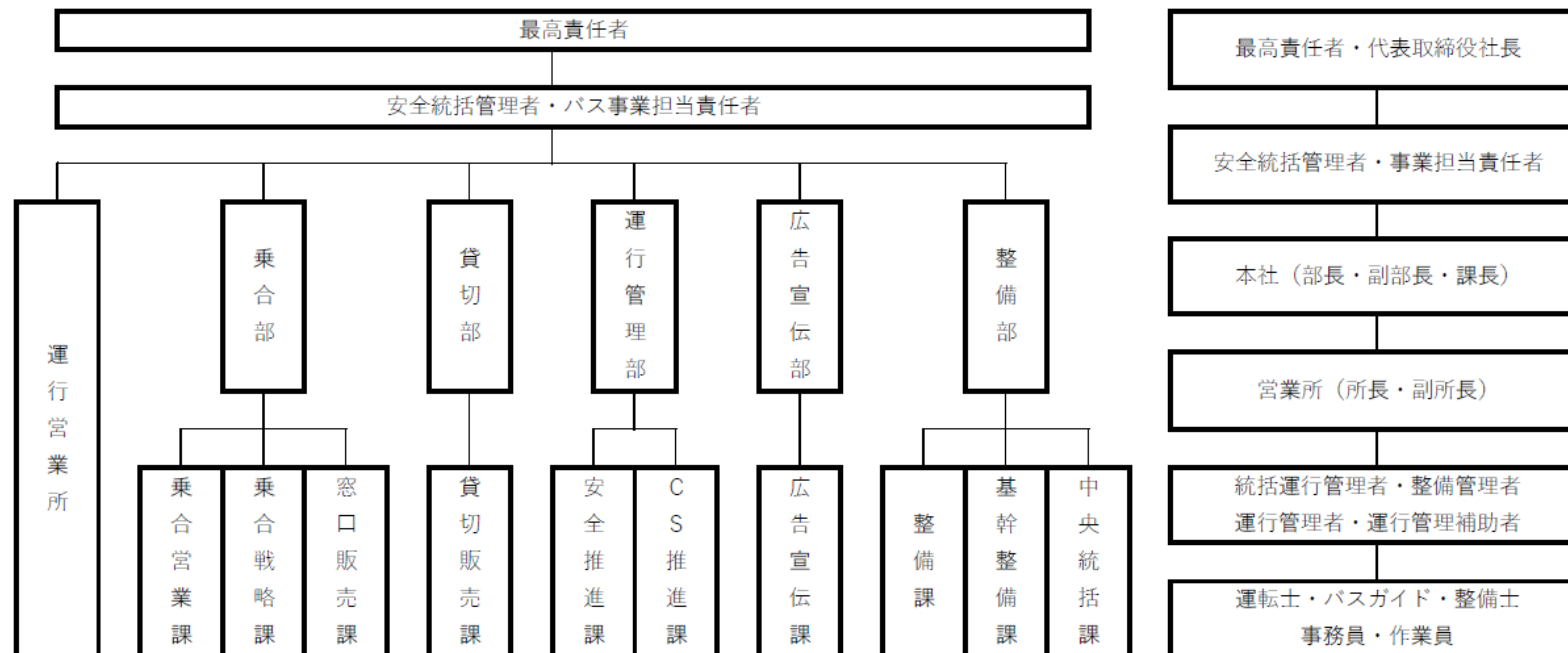 最高責任者
安全統括管理者・バス事業担当責任者
運行営業所
乗合部
貸切部
運行管理部
広告宣伝部
整備部
乗合営業課
乗合戦略課
窓口販売課
貸切販売課
安全推進課
CS推進課
広告宣伝課
整備課
基幹整備課
中央統括課
最高責任者・代表取締役社長
安全統括管理者・事業担当責任者
本社（部長・副部長・課長）
営業所（所長・副所長）
統括運行管理者・整備管理者
運行管理者・運行管理補助者
運転士・バスガイド・整備士
事務員・作業員